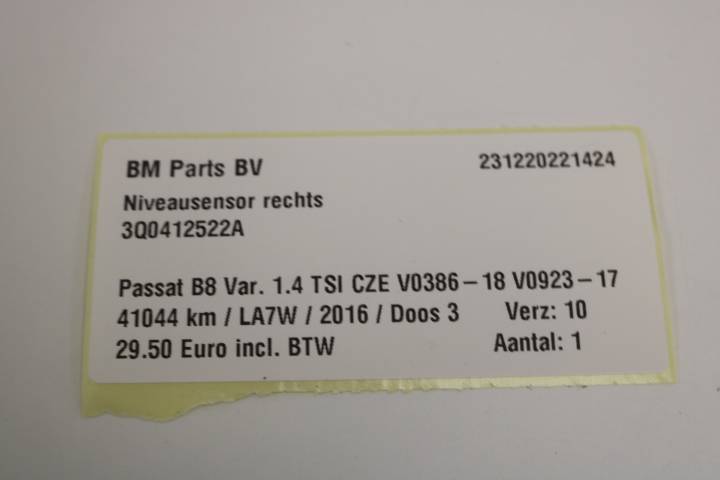 BM Parts BV 231220221424
Niveausensor rechts
3Q0412522A
Passat B8 Var. 1.4 TSI CZE V0386-18 V0923-17
41044 km / LA7W / 2016 / Doos 3 Verz: 10
29.50 Euro incl. BTW Aantal: 1